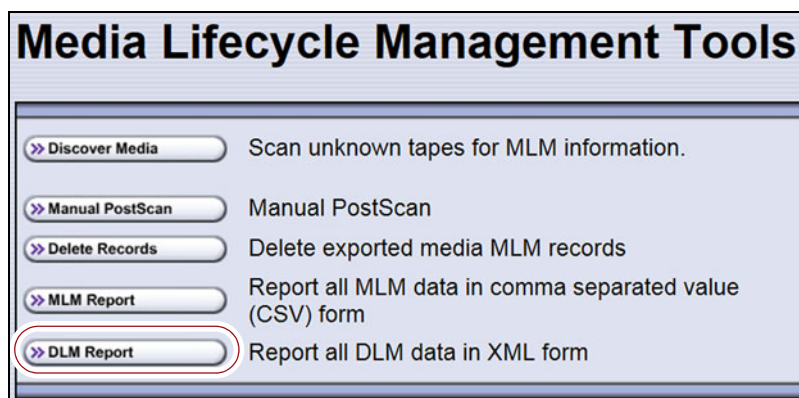 Media Lifecycle Management Tools
» Discover Media Scan unknown tapes for MLM information.
» Manual PostScan Manual PostScan
» Delete Records Delete exported media MLM records
» MLM Report Report all MLM data in comma separated value
(CSV) form
» DLM Report Report all DLM data in XML form